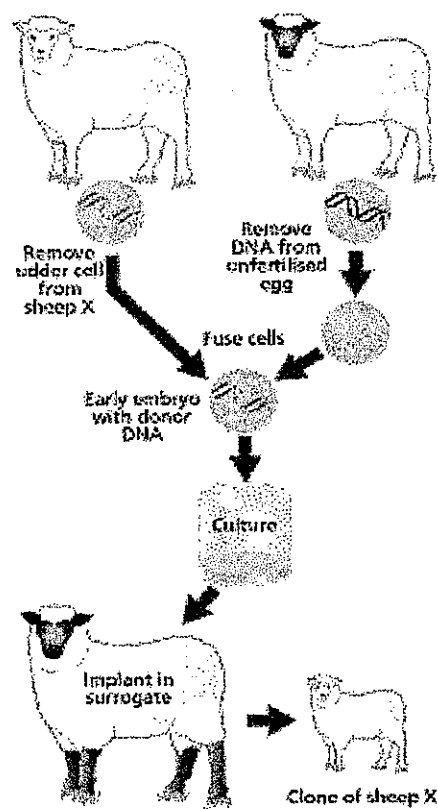 Remove
udder cell
from
sheep X
Remove
DNA from
unfertilised
egg
Fuse cells
Early embryo
with donor
DNA
Culture
Implant in
surrogate
Clone of sheep X